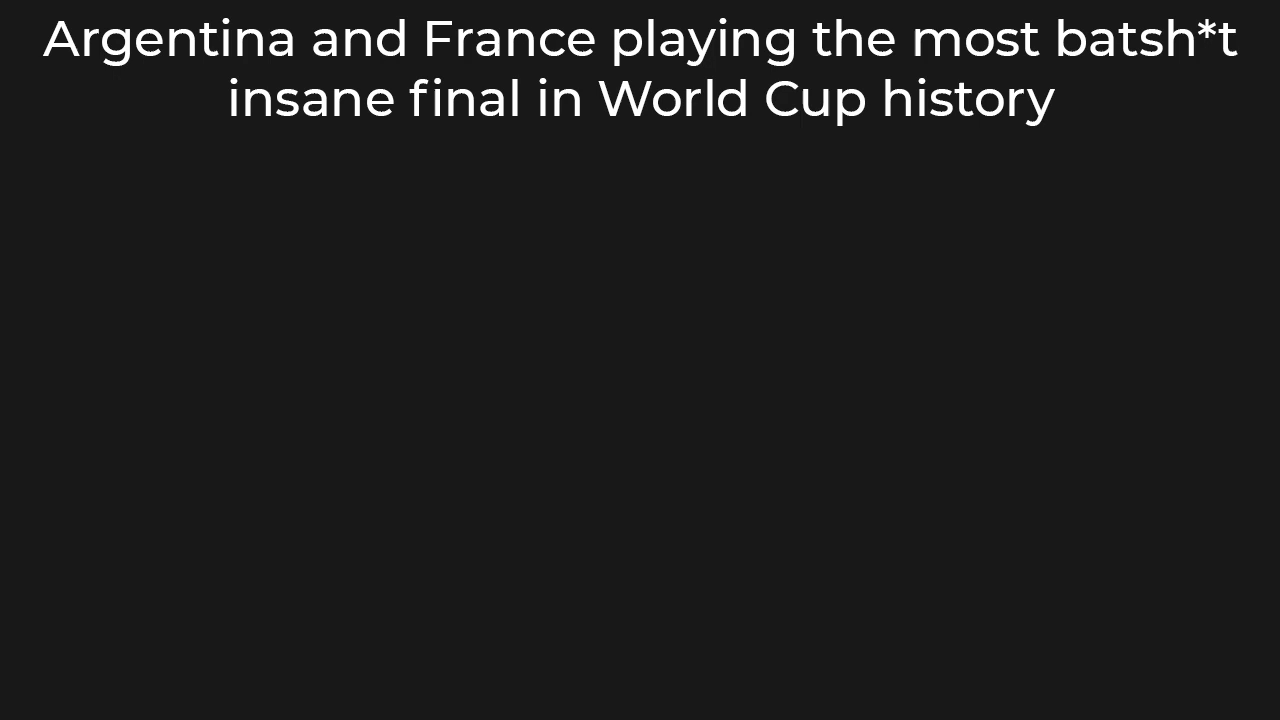 Argentina and France playing the most batsh*t
insane final in World Cup history